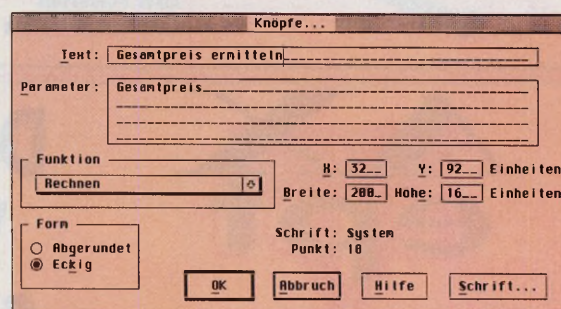 Knöpfe...
Text: Gesamtpreis ermitteln
Parameter: Gesamtpreis
Funktion
Rechnen
X: 32 Y: 92 Einheiten
Breite: 200 Hohe: 16 Einheiten
Form
Abgerundet
Eckig
Schrift: System
Punkt: 10
OK Abbruch Hilfe Schrift...